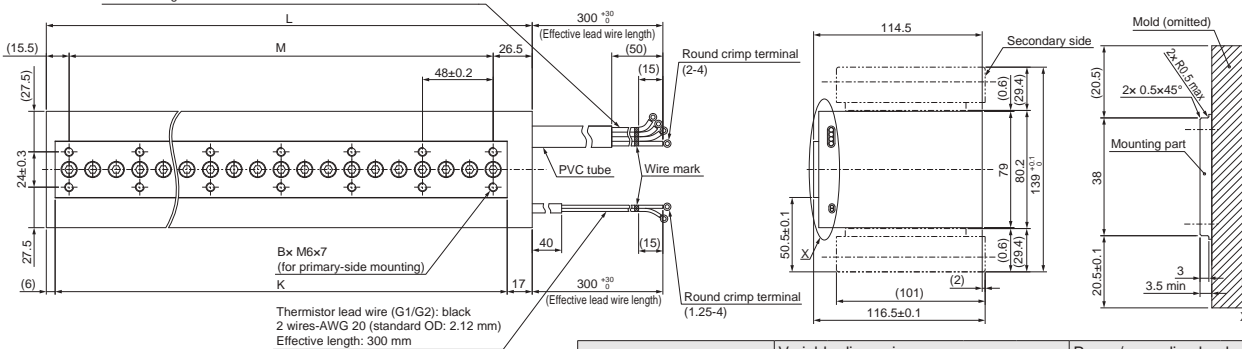 L
300 +30 0
(Effective lead wire length)
(15.5)
M
26.5
(50)
(15)
Round crimp terminal
(2-4)
48±0.2
(27.5)
24±0.3
27.5
PVC tube
Wire mark
B× M6×7
(for primary-side mounting)
40
(15)
(6)
K
17
300 +30 0
(Effective lead wire length)
Round crimp terminal
(1.25-4)
Thermistor lead wire (G1/G2): black
2 wires-AWG 20 (standard OD: 2.12 mm)
Effective length: 300 mm
114.5
Secondary side
(0.6)
(29.4)
79
80.2
139 +0.1 0
50.5±0.1
X
(0.6)
(29.4)
(2)
(101)
116.5±0.1
Mold (omitted)
(20.5)
2× R0.5 max
2× 0.5×45°
Mounting part
38
20.5±0.1
3
3.5 min